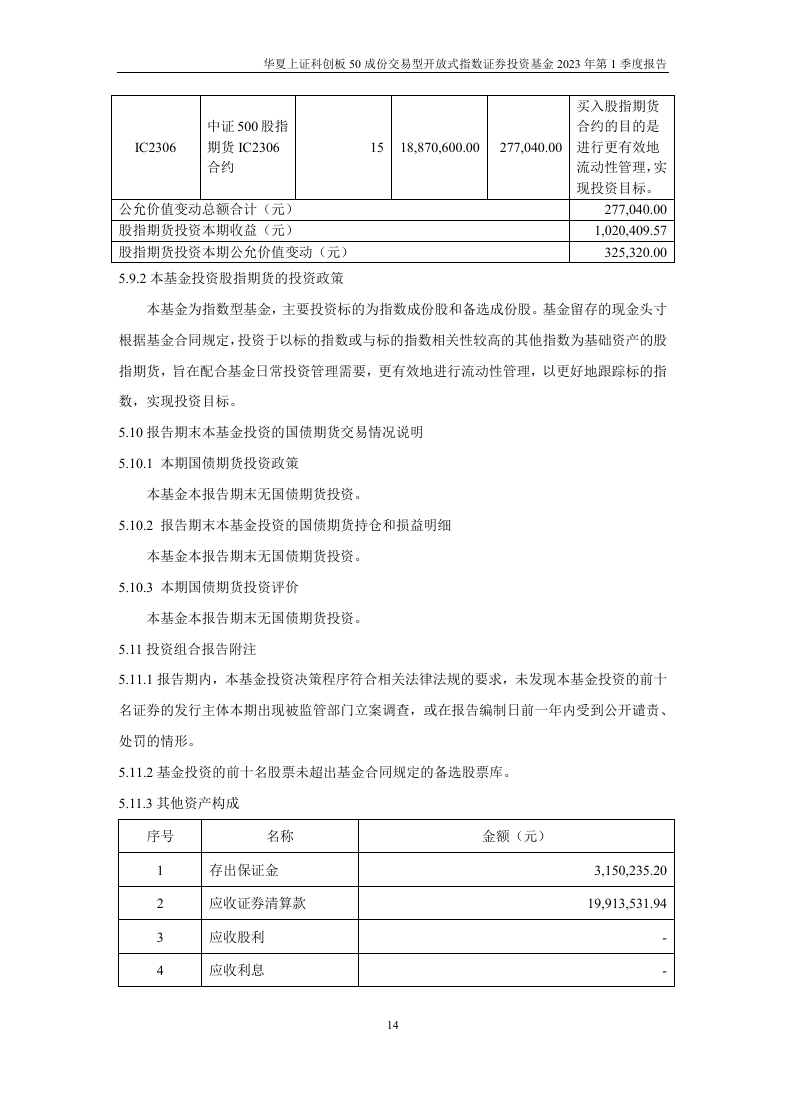 华夏上证科创板 50 成份交易型开放式指数证券投资基金 2023 年第 1 季度报告
IC2306
中证 500 股指
期货 IC2306
合约
15
18,870,600.00
277,040.00
买入股指期货
合约的目的是
进行更有效地
流动性管理，实
现投资目标。
公允价值变动总额合计（元）
277,040.00
股指期货投资本期收益（元）
1,020,409.57
股指期货投资本期公允价值变动（元）
325,320.00
5.9.2 本基金投资股指期货的投资政策
本基金为指数型基金，主要投资标的为指数成份股和备选成份股。基金留存的现金头寸
根据基金合同规定，投资于以标的指数或与标的指数相关性较高的其他指数为基础资产的股
指期货，旨在配合基金日常投资管理需要，更有效地进行流动性管理，以更好地跟踪标的指
数，实现投资目标。
5.10 报告期末本基金投资的国债期货交易情况说明
5.10.1 本期国债期货投资政策
本基金本报告期末无国债期货投资。
5.10.2 报告期末本基金投资的国债期货持仓和损益明细
本基金本报告期末无国债期货投资。
5.10.3 本期国债期货投资评价
本基金本报告期末无国债期货投资。
5.11 投资组合报告附注
5.11.1 报告期内，本基金投资决策程序符合相关法律法规的要求，未发现本基金投资的前十
名证券的发行主体本期出现被监管部门立案调查，或在报告编制日前一年内受到公开谴责、
处罚的情形。
5.11.2 基金投资的前十名股票未超出基金合同规定的备选股票库。
5.11.3 其他资产构成
序号 名称 金额（元）
1 存出保证金 3,150,235.20
2 应收证券清算款 19,913,531.94
3 应收股利 -
4 应收利息 -
14